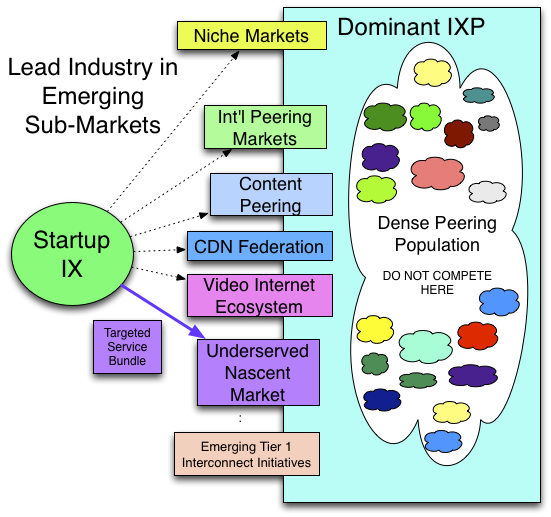 Dominant IXP
Niche Markets
Lead Industry in
Emerging
Sub-Markets
Int'l Peering
Markets
Content
Peering
Startup
IX
CDN Federation
Video Internet
Ecosystem
Dense Peering
Population
DO NOT COMPETE
HERE
Targeted
Service
Bundle
Underserved
Nascent
Market
:
Emerging Tier 1
Interconnect Initiatives